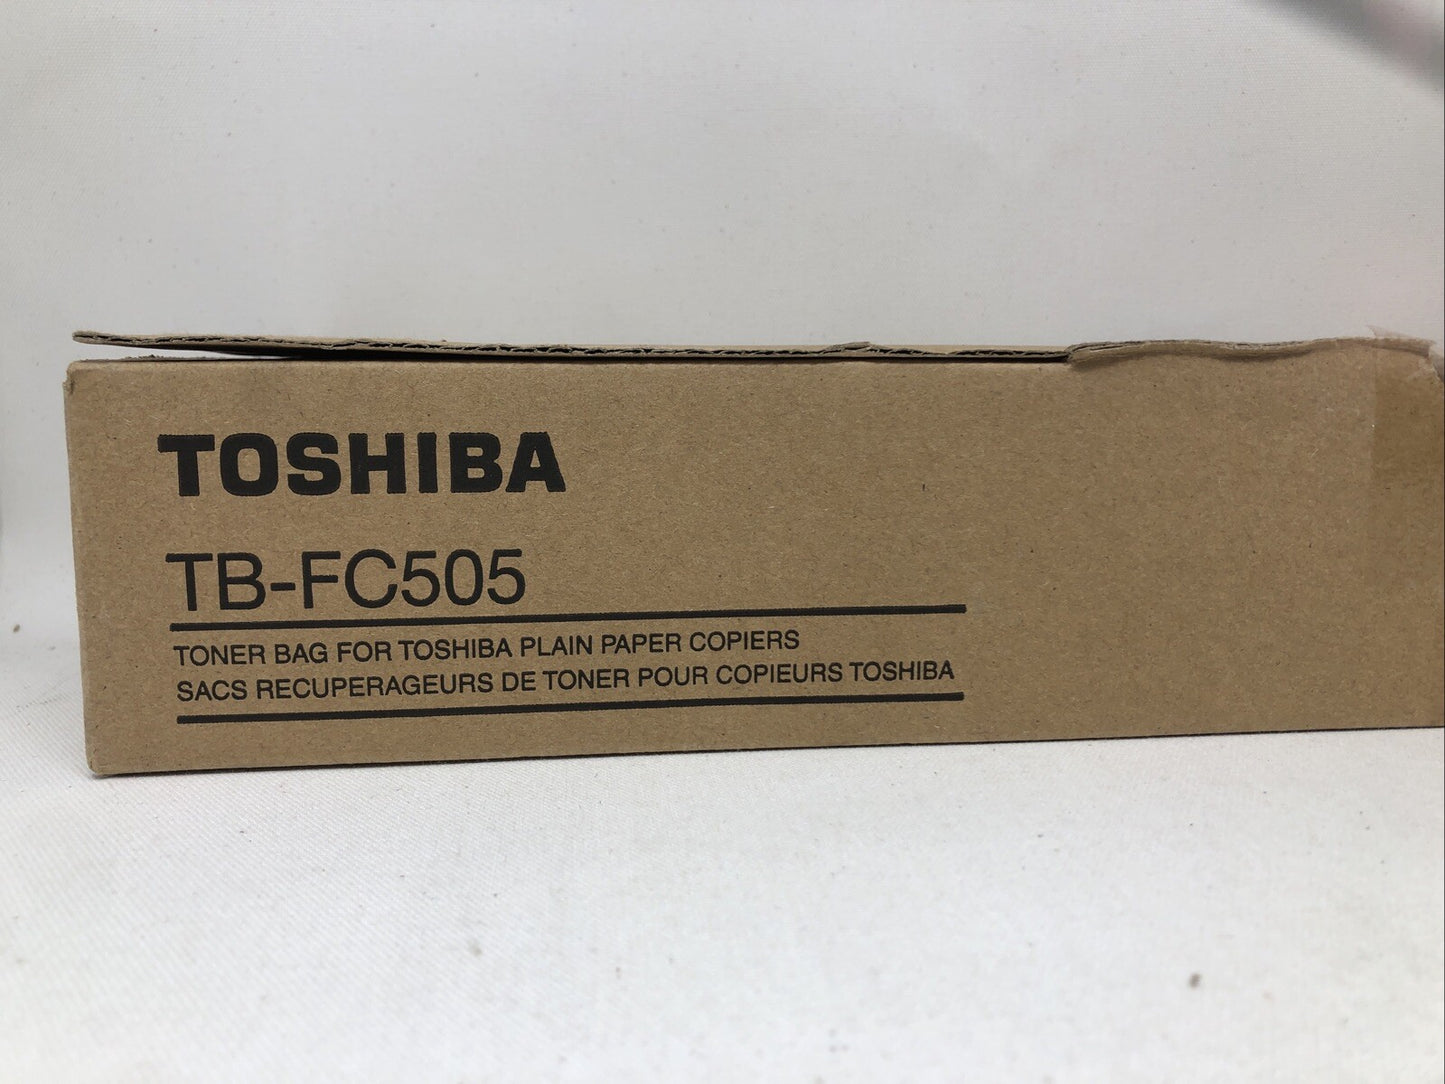 TOSHIBA
TB-FC505
TONER BAG FOR TOSHIBA PLAIN PAPER COPIERS
SACS RECUPERAGEURS DE TONER POUR COPIEURS TOSHIBA